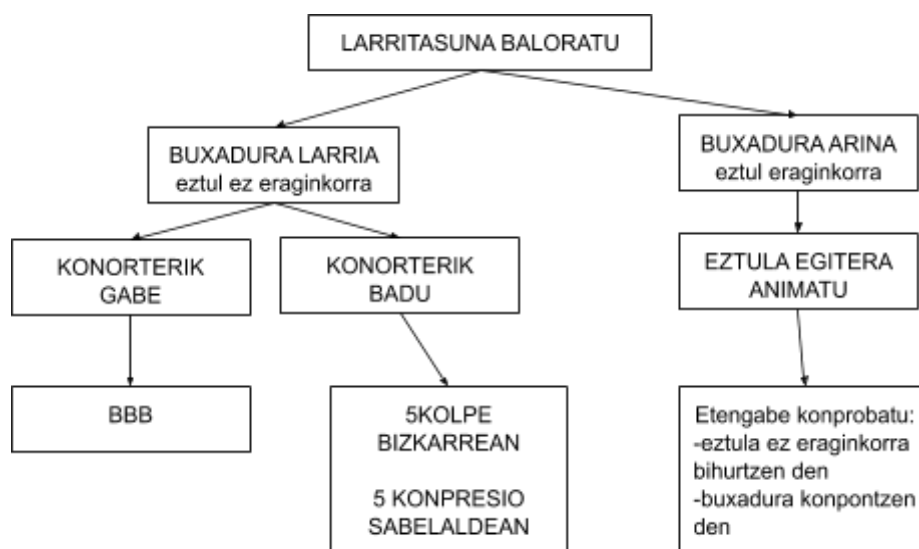 LARRITASUNA BALORATU
BUXADURA LARRIA
eztul ez eraginkorra
BUXADURA ARINA
eztul eraginkorra
KONORTERIK
GABE
KONORTERIK
BADU
EZTULA EGITERA
ANIMATU
BBB
5KOLPE
BIZKARREAN
5 KONPRESIO
SABELALDEAN
Etengabe konprobatu:
-eztula ez eraginkorra
bihurtzen den
-buxadura konpontzen
den